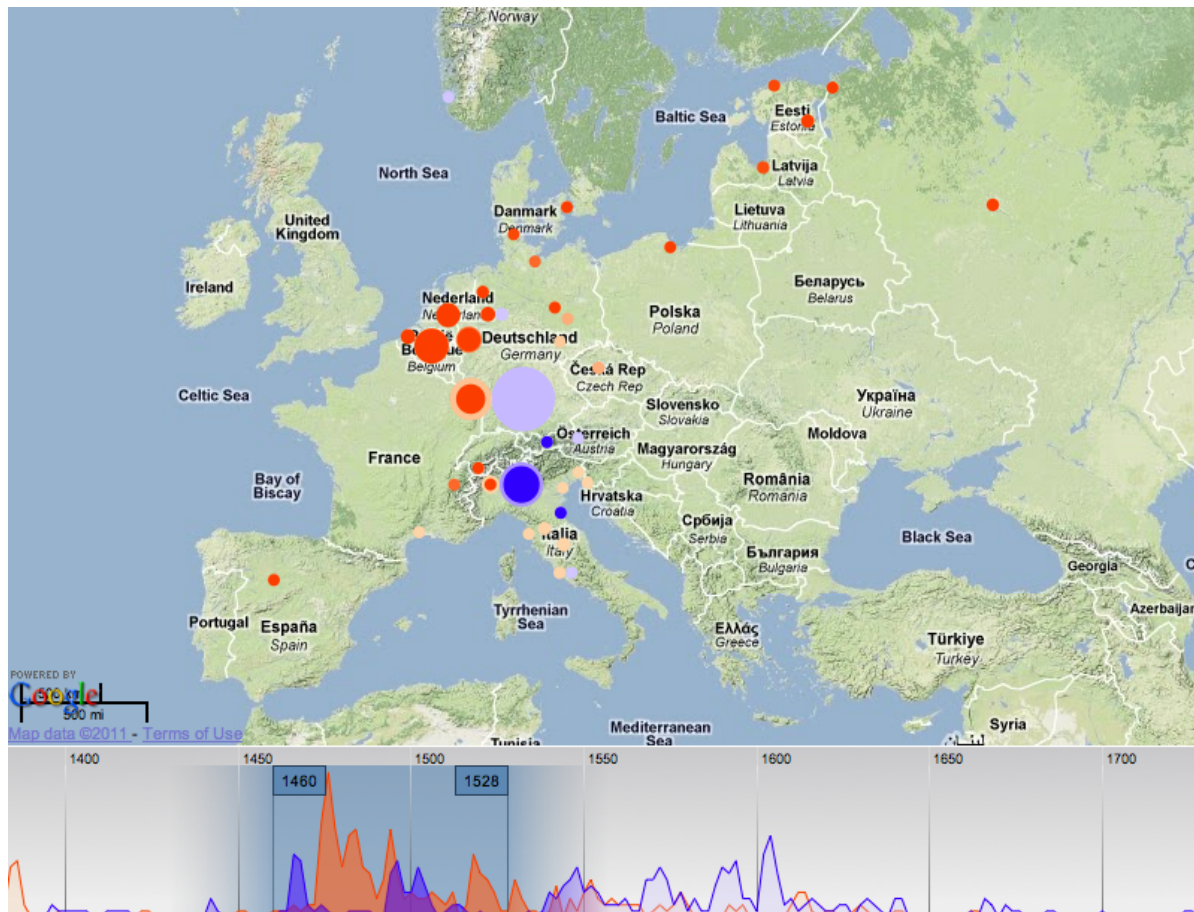 Norway
Baltic Sea
Eesti
Estonia
North Sea
Latvija
Latvia
United
Kingdom
Danmark
Denmark
Lietuva
Lithuania
Ireland
Беларусь
Belarus
Nederland
Polska
Poland
Deutschland
Germany
Belgium
Česká Rep
Czech Rep
Celtic Sea
Slovensko
Slovakia
Україна
Ukraine
Österreich
Austria
Magyarország
Hungary
Moldova
France
Bay of
Biscay
Hrvatska
Croatia
România
Romania
Србија
Serbia
Italia
Italy
България
Bulgaria
Black Sea
Georgia
Azerbaijan
Portugal
España
Spain
Tyrrhenian
Sea
Ελλάς
Greece
Türkiye
Turkey
POWERED BY
Google
500 mi
Mediterranean
Sea
Syria
Tunisia
Map data ©2011 - Terms of Use
1400 1450 1500 1550 1600 1650 1700
1460 1528